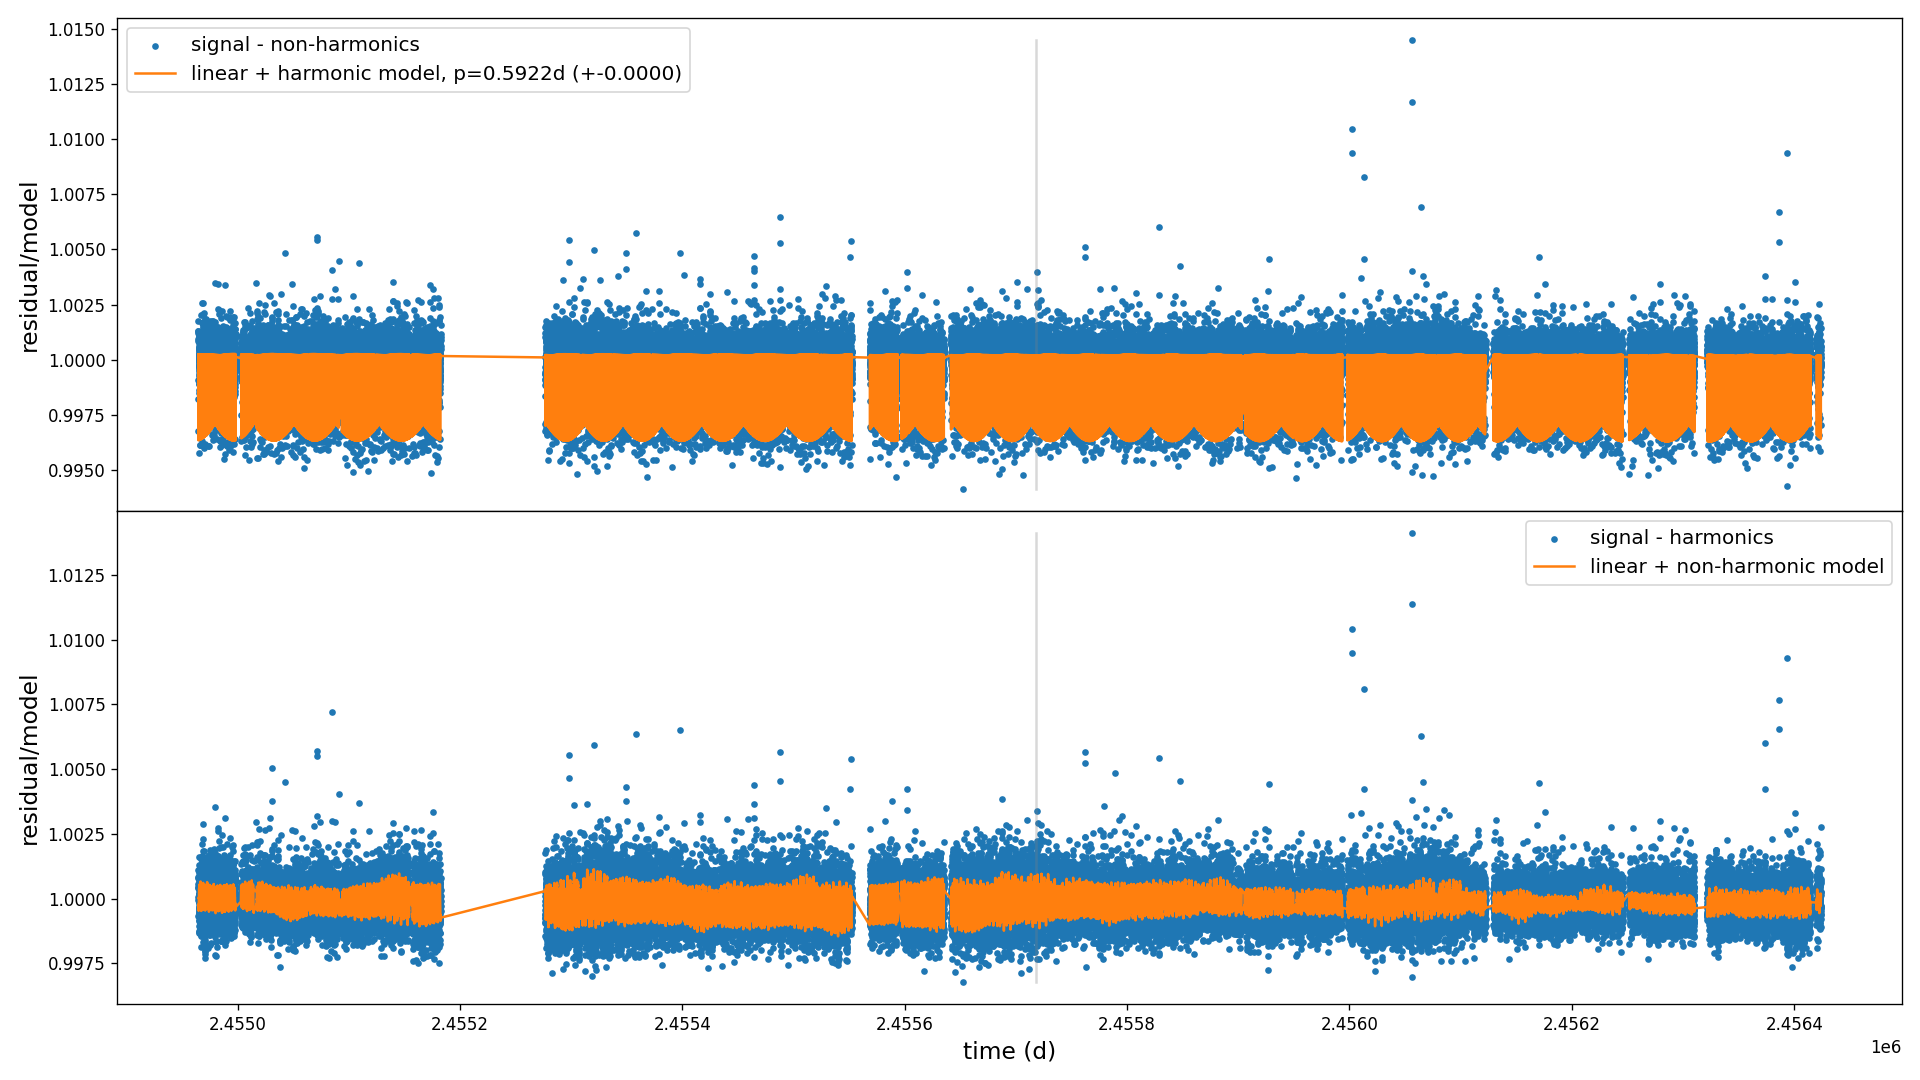 signal - non-harmonics
linear + harmonic model, p=0.5922d (+-0.0000)
1.0150
1.0125
1.0100
1.0075
1.0050
1.0025
1.0000
0.9975
0.9950
residual/model
signal - harmonics
linear + non-harmonic model
1.0125
1.0100
1.0075
1.0050
1.0025
1.0000
0.9975
residual/model
2.4550 2.4552 2.4554 2.4556 2.4558 2.4560 2.4562 2.4564
1e6
time (d)